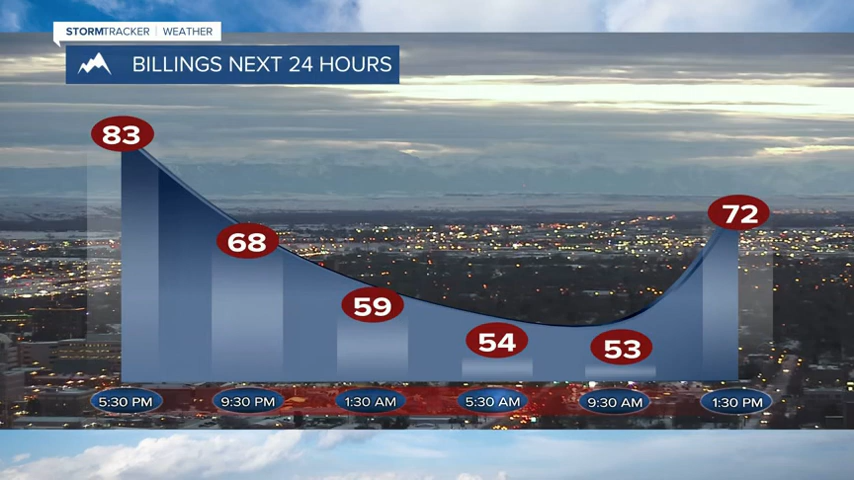 STORMTRACKER | WEATHER
BILLINGS NEXT 24 HOURS
83
68
59
54
53
72
5:30 PM
9:30 PM
1:30 AM
5:30 AM
9:30 AM
1:30 PM